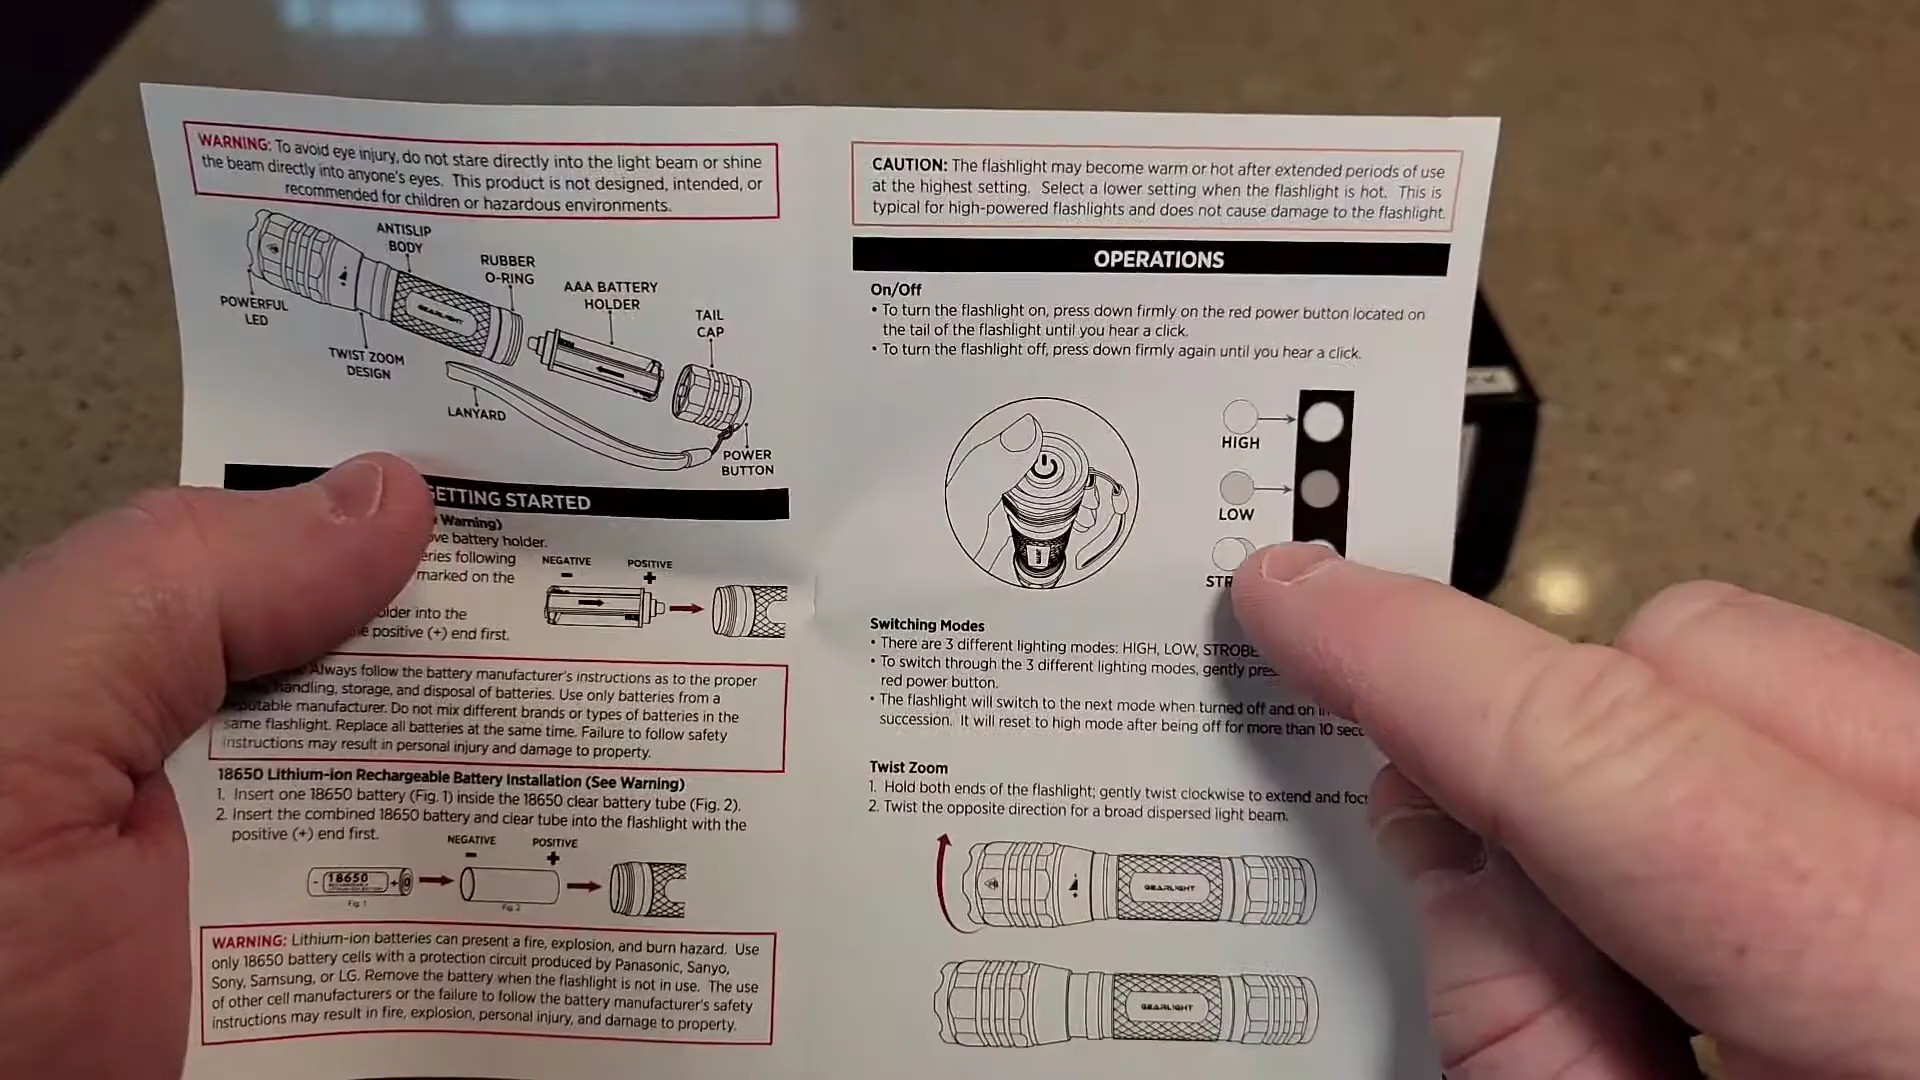 WARNING: To avoid eye injury, do not stare directly into the light beam or shine
the beam directly into anyone's eyes. This product is not designed, intended, or
recommended for children or hazardous environments.
ANTISLIP
BODY
RUBBER
O-RING
AAA BATTERY
HOLDER
TAIL
CAP
POWERFUL
LED
GEARLIGHT
TWIST ZOOM
DESIGN
LANYARD
POWER
BUTTON
GETTING STARTED
Warning)
battery holder.
following
marked on the
into the
positive (+) end first.
NEGATIVE
-
POSITIVE
+
Always follow the battery manufacturer's instructions as to the proper
handling, storage, and disposal of batteries. Use only batteries from a
reputable manufacturer. Do not mix different brands or types of batteries in the
same flashlight. Replace all batteries at the same time. Failure to follow safety
instructions may result in personal injury and damage to property.
18650 Lithium-ion Rechargeable Battery Installation (See Warning)
1. Insert one 18650 battery (Fig. 1) inside the 18650 clear battery tube (Fig. 2).
2. Insert the combined 18650 battery and clear tube into the flashlight with the
positive (+) end first.
NEGATIVE
-
POSITIVE
+
- 18650 +
Fig. 1
Fig. 2
WARNING: Lithium-ion batteries can present a fire, explosion, and burn hazard. Use
only 18650 battery cells with a protection circuit produced by Panasonic, Sanyo,
Sony, Samsung, or LG. Remove the battery when the flashlight is not in use. The use
of other cell manufacturers or the failure to follow the battery manufacturer's safety
instructions may result in fire, explosion, personal injury, and damage to property.
CAUTION: The flashlight may become warm or hot after extended periods of use
at the highest setting. Select a lower setting when the flashlight is hot. This is
typical for high-powered flashlights and does not cause damage to the flashlight.
OPERATIONS
On/Off
• To turn the flashlight on, press down firmly on the red power button located on
the tail of the flashlight until you hear a click.
• To turn the flashlight off, press down firmly again until you hear a click.
HIGH
LOW
STR
Switching Modes
• There are 3 different lighting modes: HIGH, LOW, STROBE
• To switch through the 3 different lighting modes, gently
red power button.
• The flashlight will switch to the next mode when turned off and on
succession. It will reset to high mode after being off for more than 10
Twist Zoom
1. Hold both ends of the flashlight; gently twist clockwise to extend and
2. Twist the opposite direction for a broad dispersed light beam.
GEARLIGHT
GEARLIGHT